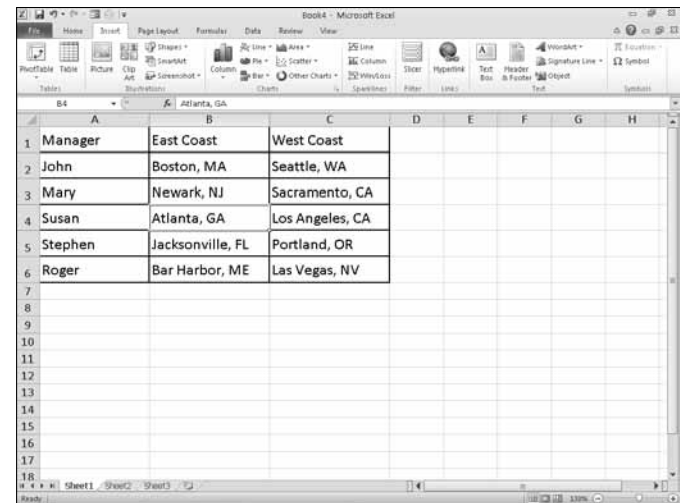 Book4 - Microsoft Excel
File Home Insert Page Layout Formulas Data Review View
PivotTable Table Picture Clip Art Shapes SmartArt Screenshot Column Line Pie Bar Area Scatter Other Charts Line Column Win/Loss Slicer Hyperlink Text Box Header & Footer WordArt Signature Line Object Equation Symbol
Tables Illustrations Charts Sparklines Filter Links Text Symbols
B4 fx Atlanta, GA
A B C D E F G H
1 Manager East Coast West Coast
2 John Boston, MA Seattle, WA
3 Mary Newark, NJ Sacramento, CA
4 Susan Atlanta, GA Los Angeles, CA
5 Stephen Jacksonville, FL Portland, OR
6 Roger Bar Harbor, ME Las Vegas, NV
7
8
9
10
11
12
13
14
15
16
17
18
Sheet1 Sheet2 Sheet3
Ready